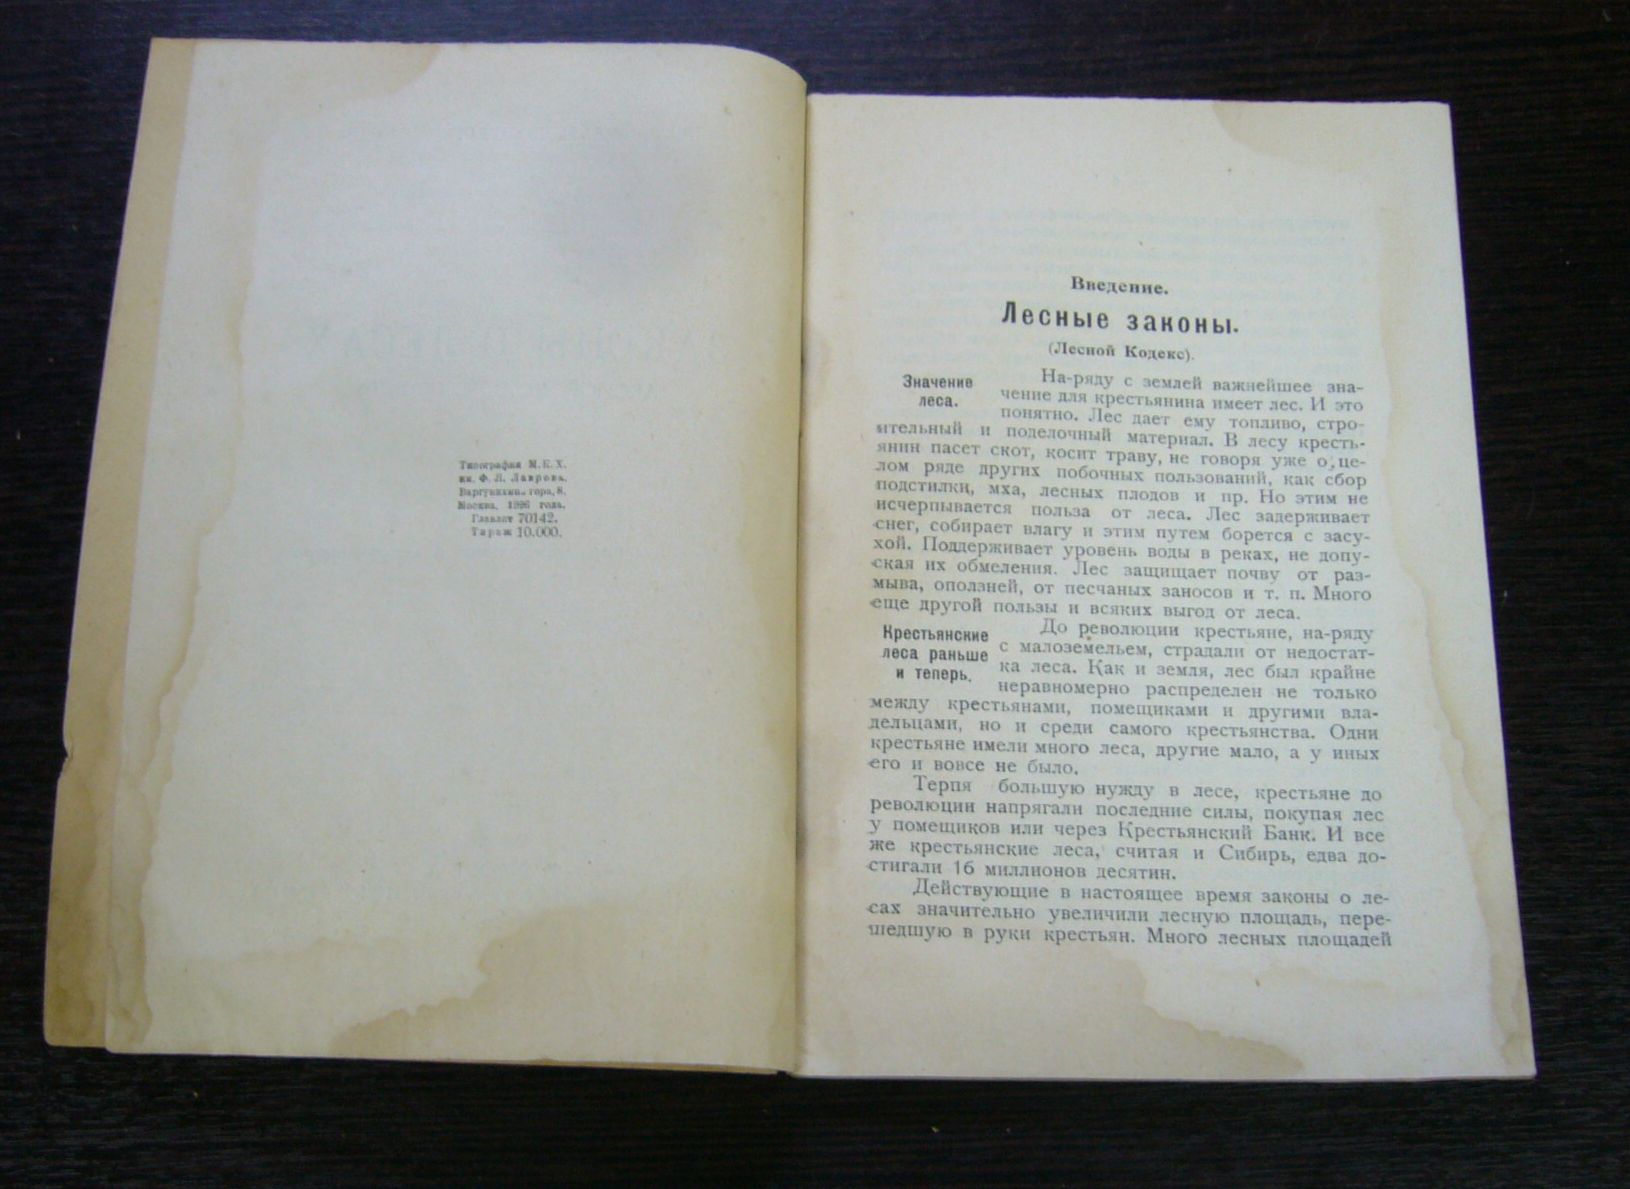 Типография М.К.Х.
им. Ф. Я. Лаврова.
Варгунихина гора, 8.
Москва, 1926 года.
Главлит 70142.
Тираж 10.000.
Введение.
Лесные законы.
(Лесной Кодекс).
Значение
леса.
На-ряду с землей важнейшее зна-
чение для крестьянина имеет лес. И это
понятно. Лес дает ему топливо, стро-
ительный и поделочный материал. В лесу кресть-
янин пасет скот, косит траву, не говоря уже о це-
лом ряде других побочных пользований, как сбор
подстилки, мха, лесных плодов и пр. Но этим не
исчерпывается польза от леса. Лес задерживает
снег, собирает влагу и этим путем борется с засу-
хой. Поддерживает уровень воды в реках, не допу-
ская их обмеления. Лес защищает почву от раз-
мыва, оползней, от песчаных заносов и т. п. Много
еще другой пользы и всяких выгод от леса.
Крестьянские
леса раньше
и теперь.
До революции крестьяне, на-ряду
с малоземельем, страдали от недостат-
ка леса. Как и земля, лес был крайне
неравномерно распределен не только
между крестьянами, помещиками и другими вла-
дельцами, но и среди самого крестьянства. Одни
крестьяне имели много леса, другие мало, а у иных
его и вовсе не было.
Терпя большую нужду в лесе, крестьяне до
революции напрягали последние силы, покупая лес
у помещиков или через Крестьянский Банк. И все
же крестьянские леса, считая и Сибирь, едва до-
стигали 16 миллионов десятин.
Действующие в настоящее время законы о ле-
сах значительно увеличили лесную площадь, пере-
шедшую в руки крестьян. Много лесных площадей